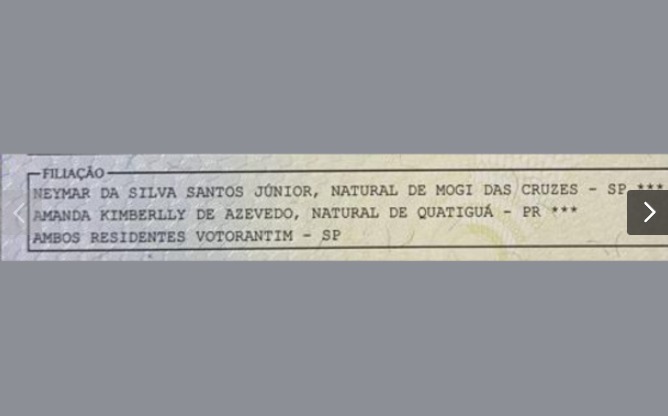 FILIAÇÃO
NEYMAR DA SILVA SANTOS JÚNIOR, NATURAL DE MOGI DAS CRUZES - SP ***
AMANDA KIMBERLLY DE AZEVEDO, NATURAL DE QUATIGUÁ - PR ***
AMBOS RESIDENTES VOTORANTIM - SP